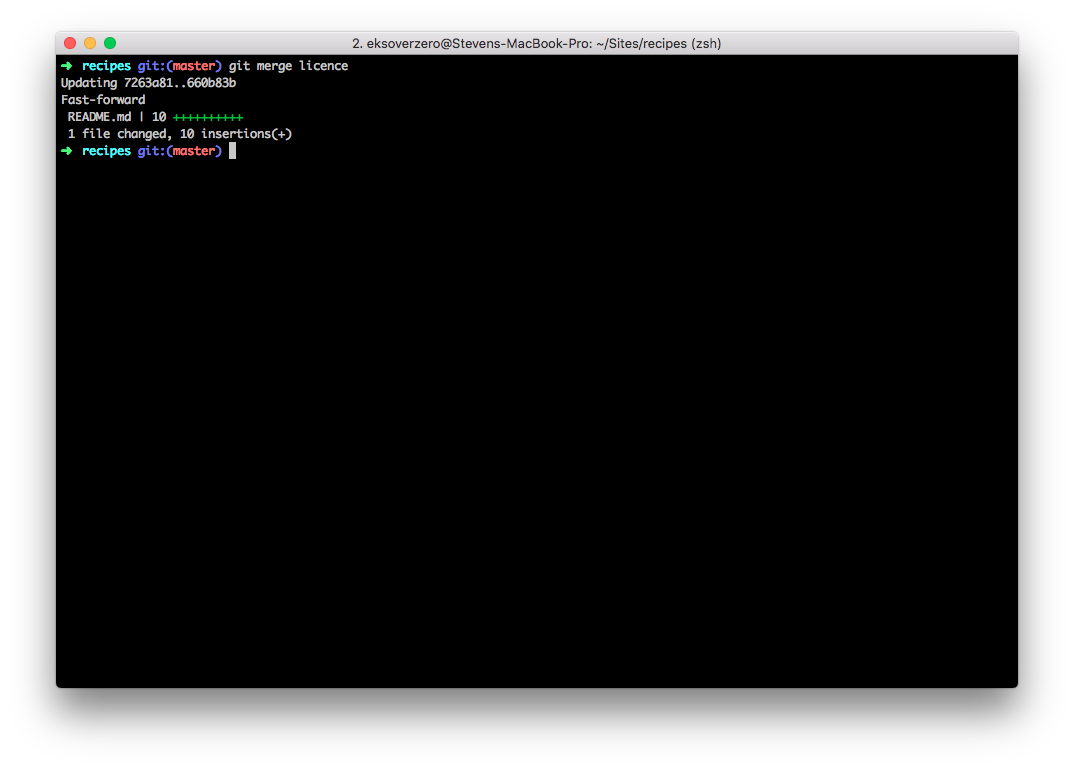 2. eksoverzero@Stevens-MacBook-Pro: ~/Sites/recipes (zsh)
➜  recipes git:(master) git merge licence
Updating 7263a81..660b83b
Fast-forward
 README.md | 10 ++++++++++
 1 file changed, 10 insertions(+)
➜  recipes git:(master)